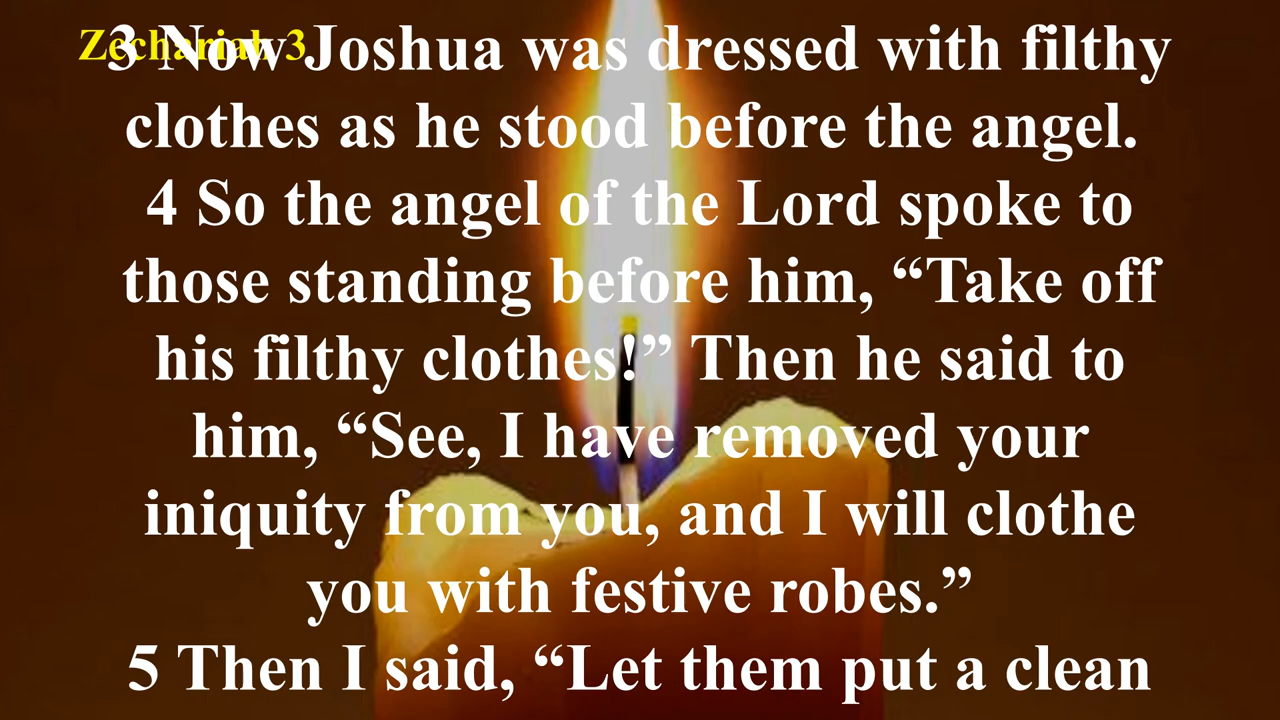 Zechariah 3
3 Now Joshua was dressed with filthy
clothes as he stood before the angel.
4 So the angel of the Lord spoke to
those standing before him, “Take off
his filthy clothes!” Then he said to
him, “See, I have removed your
iniquity from you, and I will clothe
you with festive robes.”
5 Then I said, “Let them put a clean